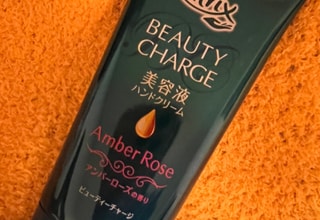 BEAUTY
CHARGE
美容液
ハンドクリーム
Amber Rose
アンバーローズの香り
ビューティーチャージ